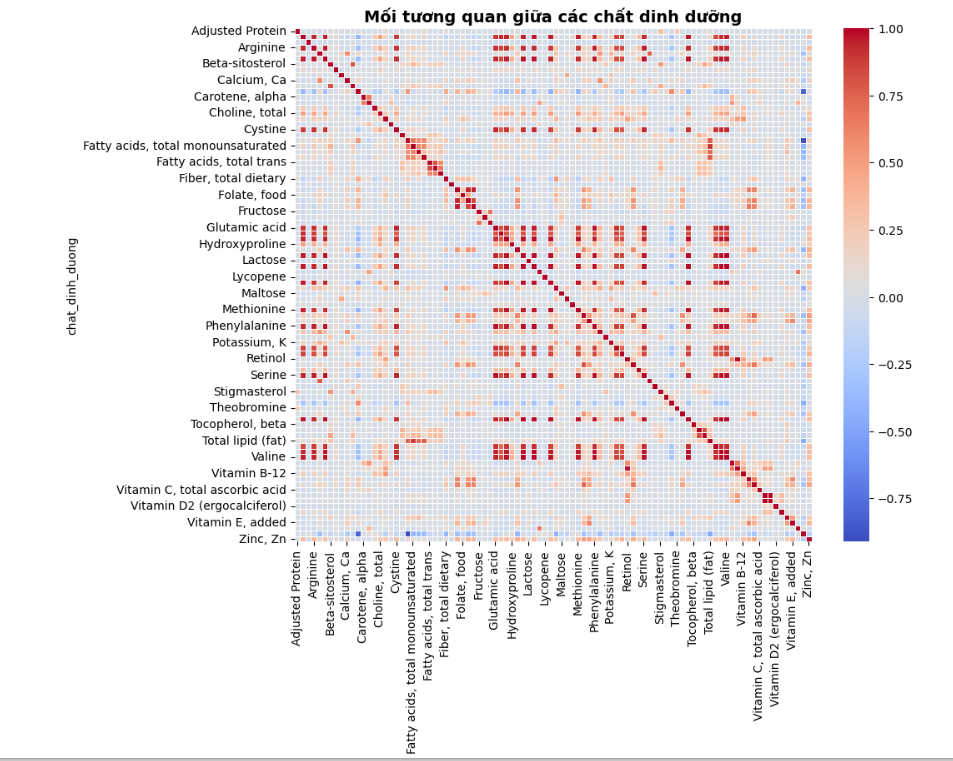 Mối tương quan giữa các chất dinh dưỡng
Adjusted Protein
Arginine
Beta-sitosterol
Calcium, Ca
Carotene, alpha
Choline, total
Cystine
Fatty acids, total monounsaturated
Fatty acids, total trans
Fiber, total dietary
Folate, food
Fructose
Glutamic acid
Hydroxyproline
Lactose
Lycopene
Maltose
Methionine
Phenylalanine
Potassium, K
Retinol
Serine
Stigmasterol
Theobromine
Tocopherol, beta
Total lipid (fat)
Valine
Vitamin B-12
Vitamin C, total ascorbic acid
Vitamin D2 (ergocalciferol)
Vitamin E, added
Zinc, Zn
chat_dinh_duong
Adjusted Protein
Arginine
Beta-sitosterol
Calcium, Ca
Carotene, alpha
Choline, total
Cystine
Fatty acids, total monounsaturated
Fatty acids, total trans
Fiber, total dietary
Folate, food
Fructose
Glutamic acid
Hydroxyproline
Lactose
Lycopene
Maltose
Methionine
Phenylalanine
Potassium, K
Retinol
Serine
Stigmasterol
Theobromine
Tocopherol, beta
Total lipid (fat)
Valine
Vitamin B-12
Vitamin C, total ascorbic acid
Vitamin D2 (ergocalciferol)
Vitamin E, added
Zinc, Zn
1.00
0.75
0.50
0.25
0.00
−0.25
−0.50
−0.75